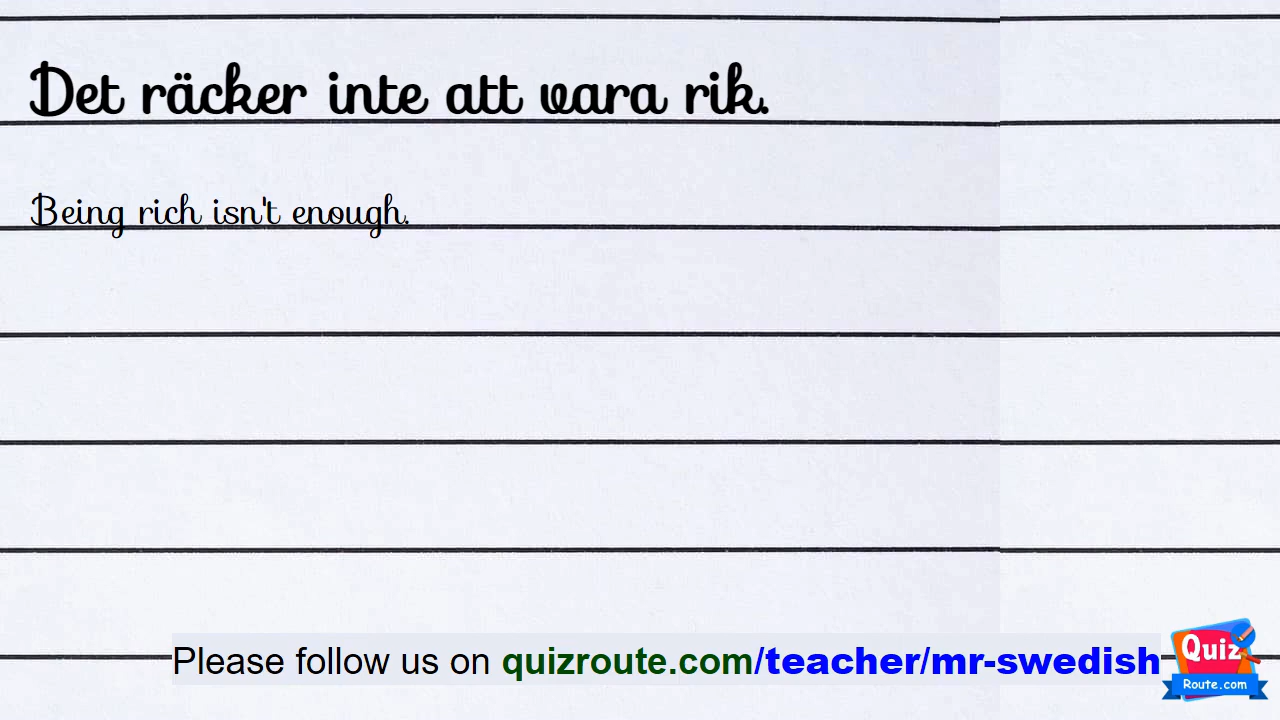 Det räcker inte att vara rik.
Being rich isn't enough.
Please follow us on quizroute.com/teacher/mr-swedish
Quiz
Route.com